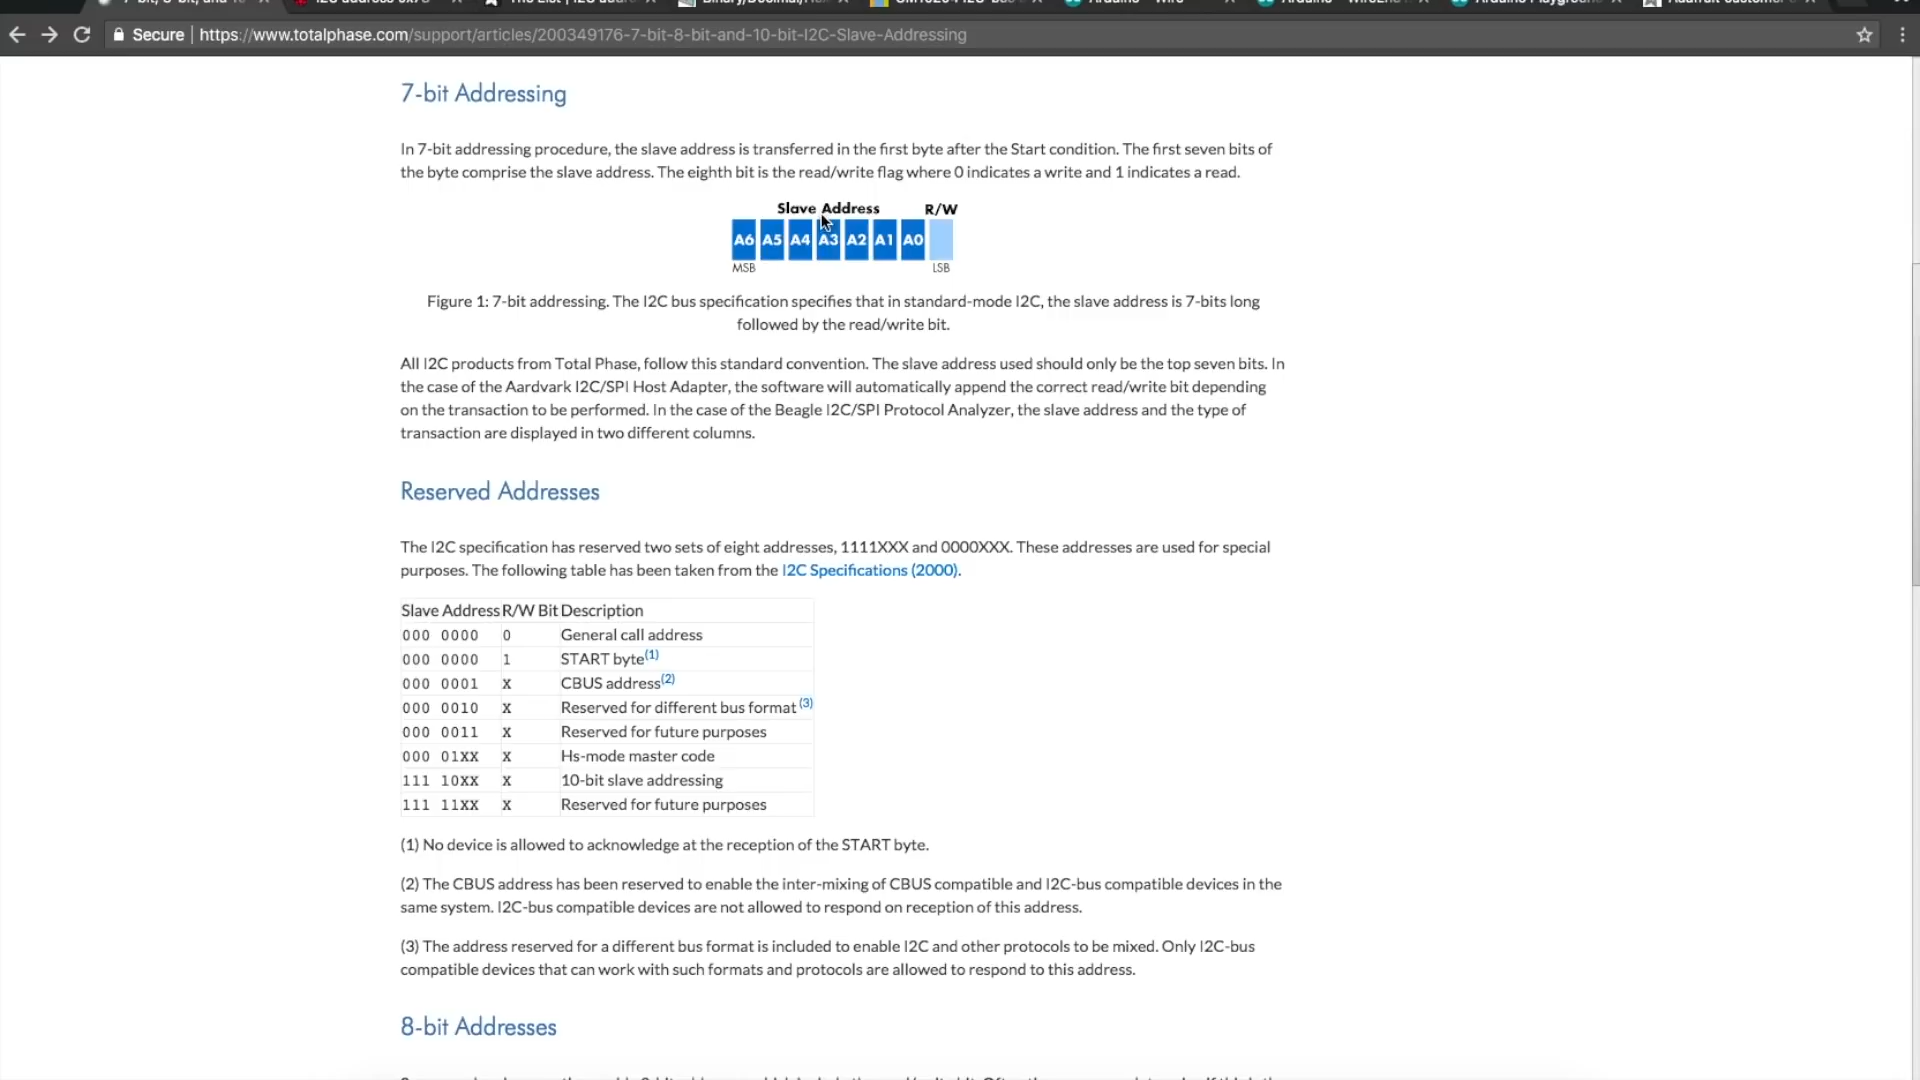 Secure | https://www.totalphase.com/support/articles/200349176-7-bit-8-bit-and-10-bit-I2C-Slave-Addressing
7-bit Addressing
In 7-bit addressing procedure, the slave address is transferred in the first byte after the Start condition. The first seven bits of
the byte comprise the slave address. The eighth bit is the read/write flag where 0 indicates a write and 1 indicates a read.
Slave Address R/W
A6 A5 A4 A3 A2 A1 A0
MSB LSB
Figure 1: 7-bit addressing. The I2C bus specification specifies that in standard-mode I2C, the slave address is 7-bits long
followed by the read/write bit.
All I2C products from Total Phase, follow this standard convention. The slave address used should only be the top seven bits. In
the case of the Aardvark I2C/SPI Host Adapter, the software will automatically append the correct read/write bit depending
on the transaction to be performed. In the case of the Beagle I2C/SPI Protocol Analyzer, the slave address and the type of
transaction are displayed in two different columns.
Reserved Addresses
The I2C specification has reserved two sets of eight addresses, 1111XXX and 0000XXX. These addresses are used for special
purposes. The following table has been taken from the I2C Specifications (2000).
Slave Address R/W Bit Description
000 0000 0 General call address
000 0000 1 START byte(1)
000 0001 X CBUS address(2)
000 0010 X Reserved for different bus format (3)
000 0011 X Reserved for future purposes
000 01XX X Hs-mode master code
111 10XX X 10-bit slave addressing
111 11XX X Reserved for future purposes
(1) No device is allowed to acknowledge at the reception of the START byte.
(2) The CBUS address has been reserved to enable the inter-mixing of CBUS compatible and I2C-bus compatible devices in the
same system. I2C-bus compatible devices are not allowed to respond on reception of this address.
(3) The address reserved for a different bus format is included to enable I2C and other protocols to be mixed. Only I2C-bus
compatible devices that can work with such formats and protocols are allowed to respond to this address.
8-bit Addresses